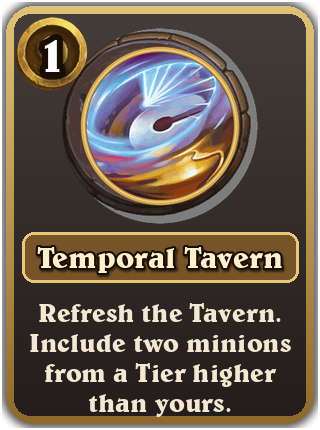 1
Temporal Tavern
Refresh the Tavern.
Include two minions
from a Tier higher
than yours.